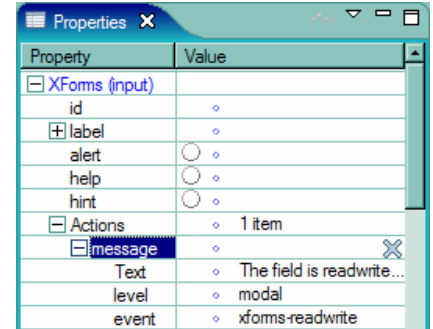 Properties
Property Value
XForms (input)
id
label
alert
help
hint
Actions 1 item
message
Text The field is readwrite...
level modal
event xforms-readwrite